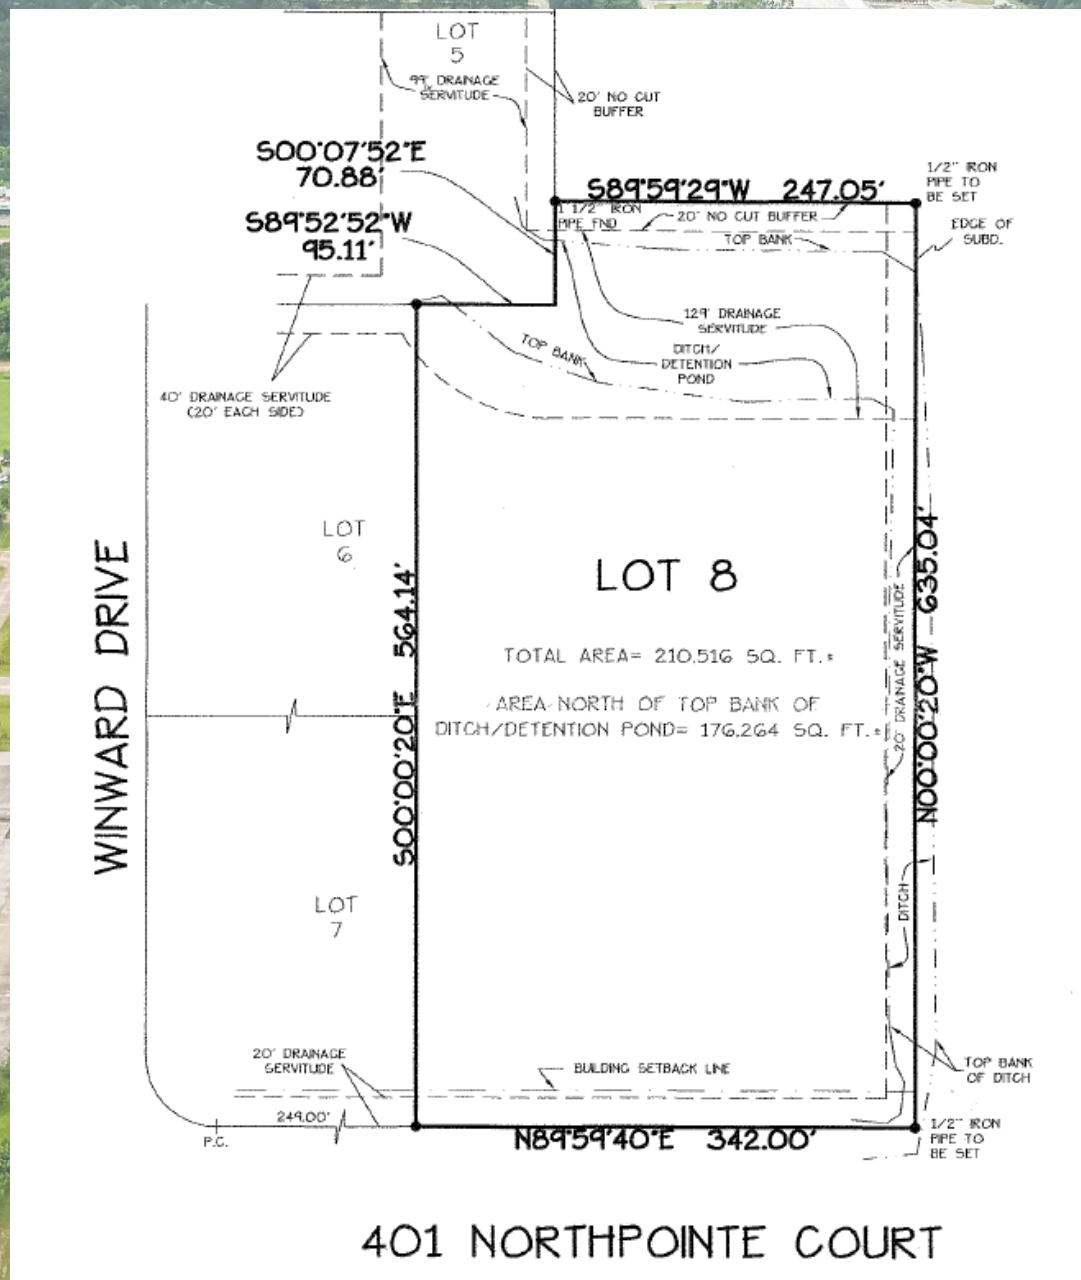 LOT
5
99' DRAINAGE
SERVITUDE
20' NO CUT
BUFFER
S00°07'52"E
70.88'
S89°52'52"W
95.11'
S89°59'29"W 247.05'
1/2" IRON
PIPE TO
BE SET
1 1/2" IRON
PIPE FND
20' NO CUT BUFFER
TOP BANK
EDGE OF
SUBD.
129' DRAINAGE
SERVITUDE
TOP BANK
DITCH/
DETENTION
POND
40' DRAINAGE SERVITUDE
(20' EACH SIDE)
LOT
6
WINWARD DRIVE
S00°00'20"E 564.14'
LOT 8
TOTAL AREA= 210,516 SQ. FT.±
AREA NORTH OF TOP BANK OF
DITCH/DETENTION POND= 176,264 SQ. FT.±
20' DRAINAGE SERVITUDE
N00°00'20"W 635.04'
DITCH
LOT
7
20' DRAINAGE
SERVITUDE
BUILDING SETBACK LINE
TOP BANK
OF DITCH
249.00'
P.C.
N89°59'40"E 342.00'
1/2" IRON
PIPE TO
BE SET
401 NORTHPOINTE COURT